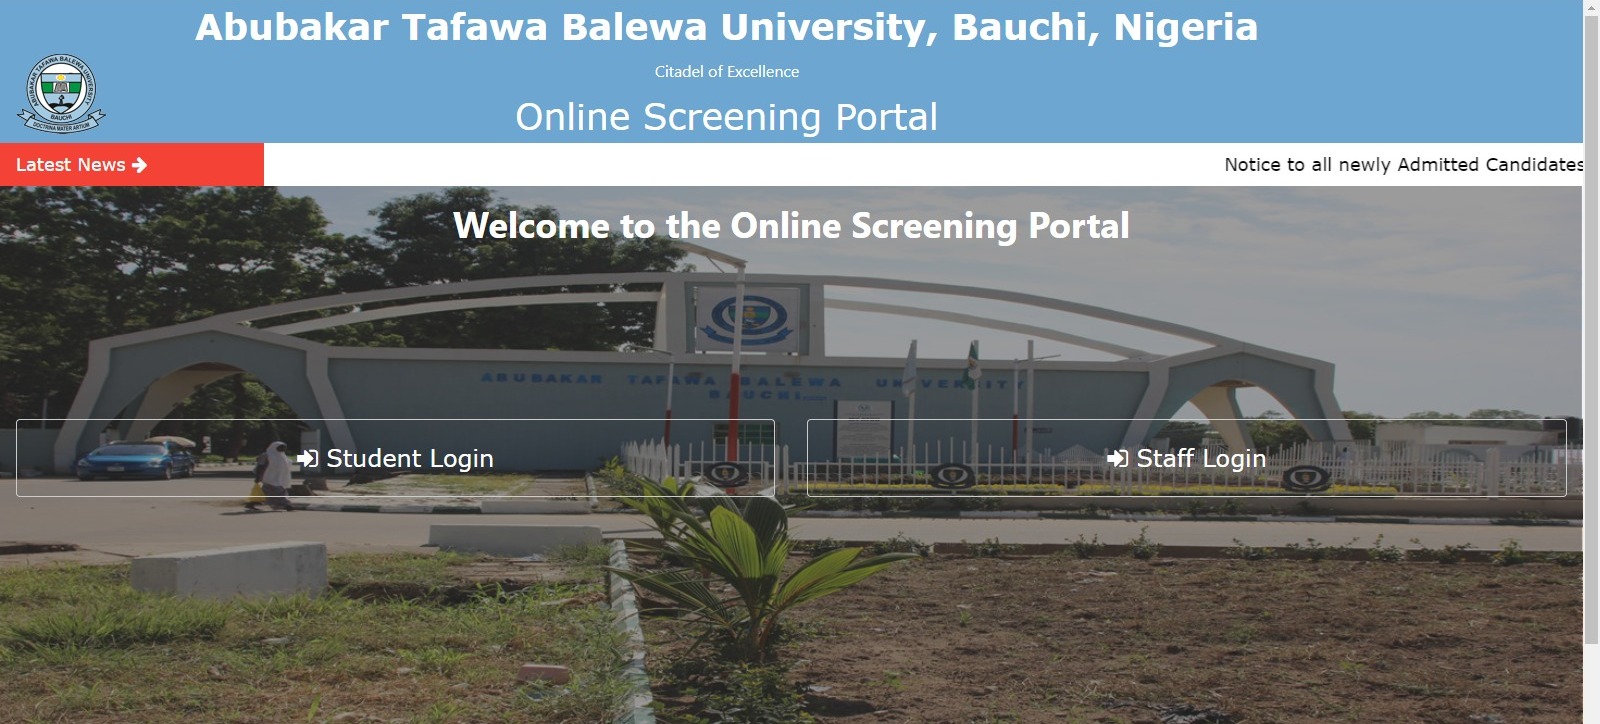 Abubakar Tafawa Balewa University, Bauchi, Nigeria
Citadel of Excellence
ABUBAKAR TAFAWA BALEWA UNIVERSITY
BAUCHI
DOCTRINA MATER ARTIUM
Online Screening Portal
Latest News
Notice to all newly Admitted Candidates
Welcome to the Online Screening Portal
ABUBAKAR TAFAWA BALEWA UNIVERSITY
BAUCHI
Student Login
Staff Login